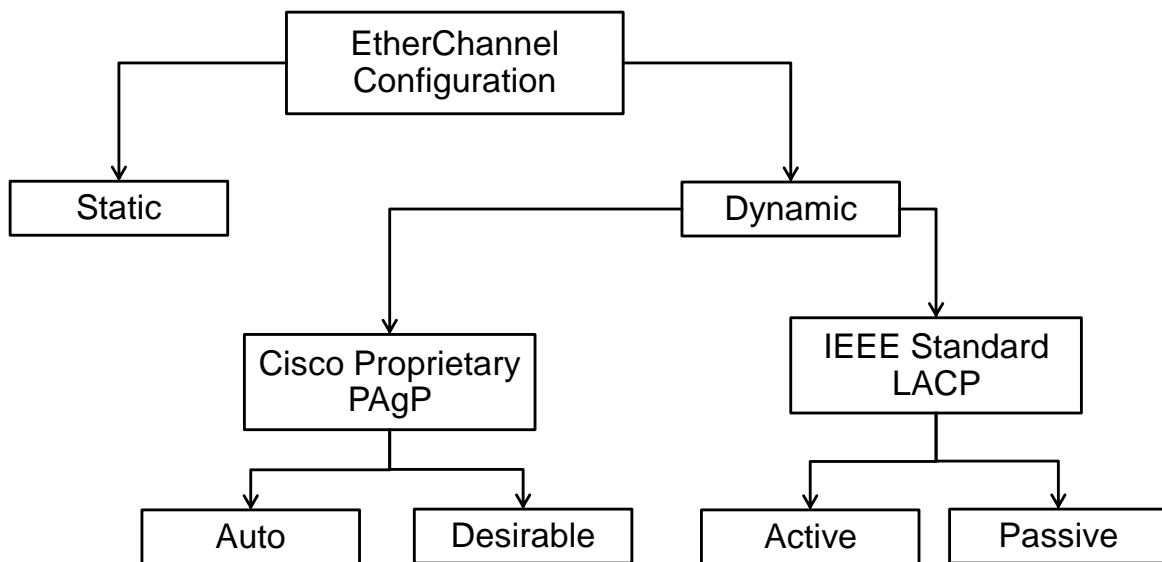 EtherChannel
Configuration
Static
Dynamic
Cisco Proprietary
PAgP
IEEE Standard
LACP
Auto
Desirable
Active
Passive